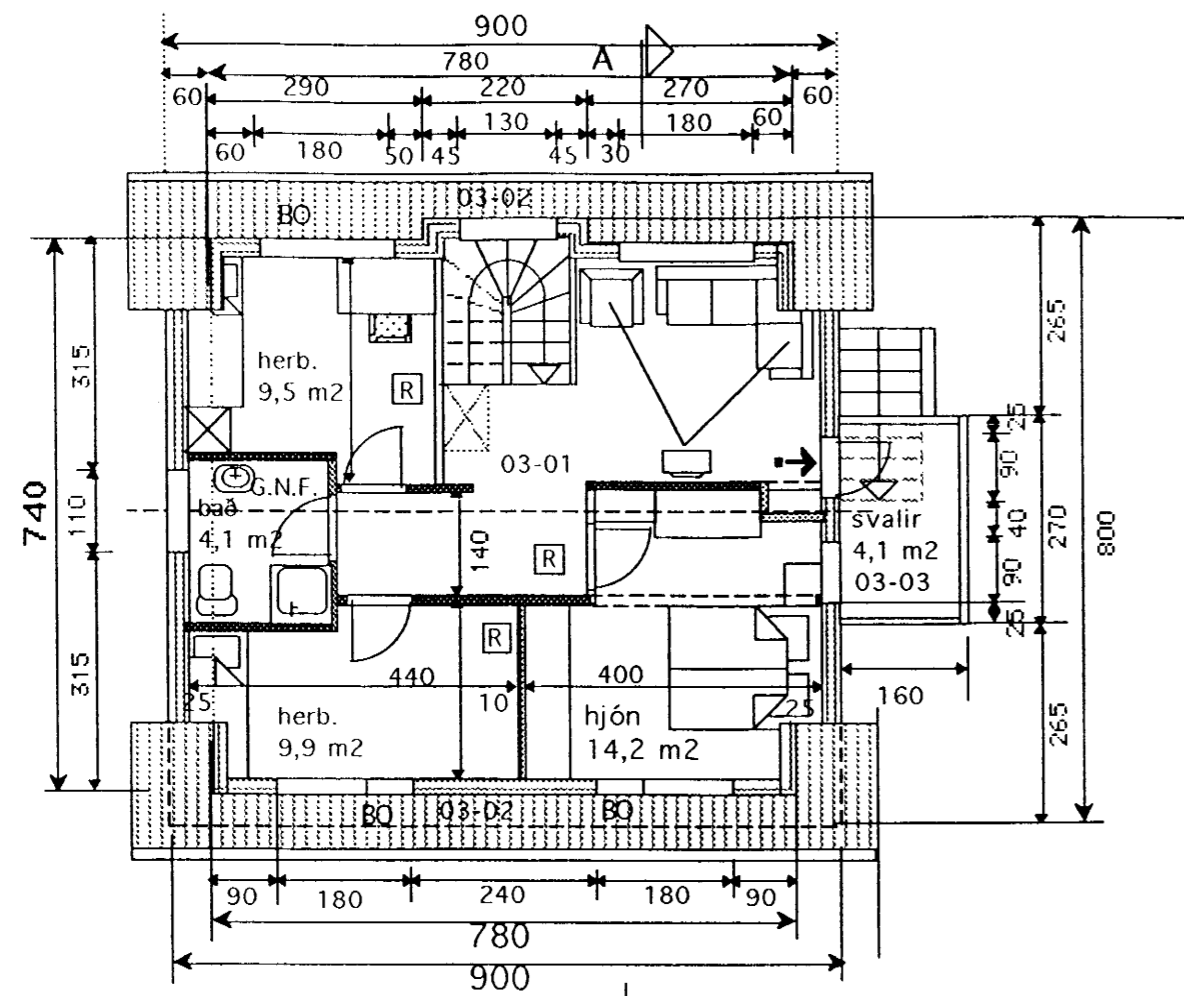 900
A
780
60
290
220
270
60
60
180
50
45
130
45
30
180
60
BO
03-02
740
315
110
315
herb.
9,5 m2
R
03-01
G.N.F.
bað
4,1 m2
140
R
svalir
4,1 m2
03-03
265
270
265
800
25
90
40
90
25
160
R
25
440
10
400
25
herb.
9,9 m2
hjón
14,2 m2
BO
03-02
BO
90
180
240
180
90
780
900